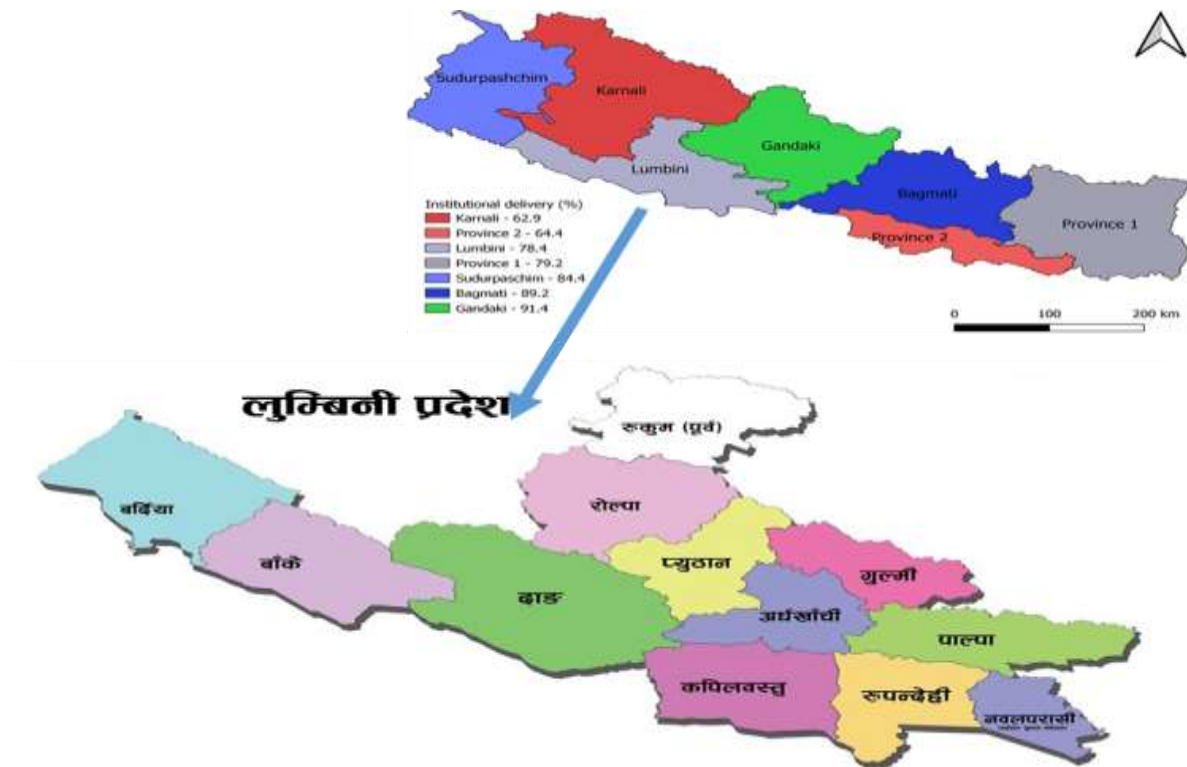 Sudurpashchim
Karnali
Gandaki
Lumbini
Bagmati
Province 1
Province 2
Institutional delivery (%)
Karnali - 62.9
Province 2 - 64.4
Lumbini - 78.4
Province 1 - 79.2
Sudurpaschim - 84.4
Bagmati - 89.2
Gandaki - 91.4
0 100 200 km
लुम्बिनी प्रदेश
रुकुम (पूर्व)
रोल्पा
बर्दिया
बाँके
दाङ
प्युठान
गुल्मी
अर्घखाँची
पाल्पा
कपिलवस्तु
रुपन्देही
नवलपरासी